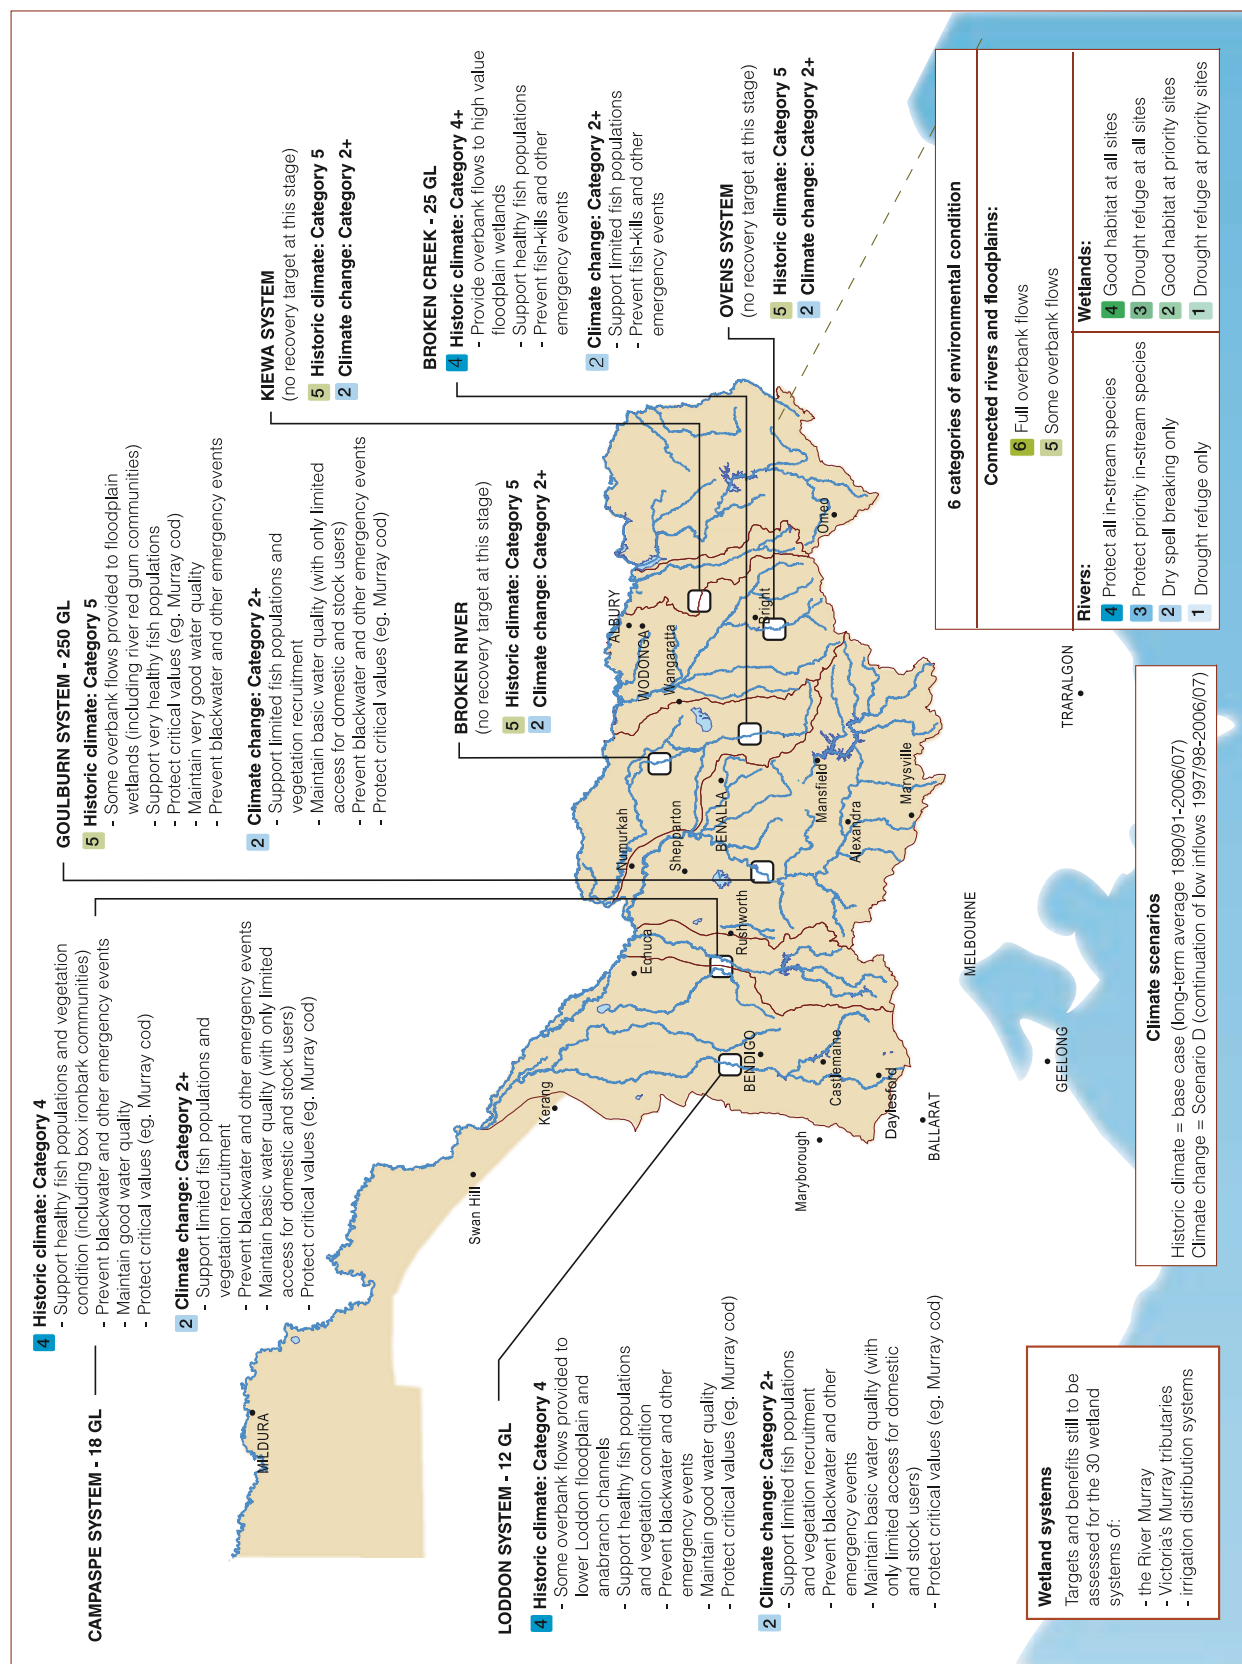 CAMPASPE SYSTEM - 18 GL
4 Historic climate: Category 4
- Support healthy fish populations and vegetation
condition (including box ironbark communities)
- Prevent blackwater and other emergency events
- Maintain good water quality
- Protect critical values (eg. Murray cod)
2 Climate change: Category 2+
- Support limited fish populations and
vegetation recruitment
- Prevent blackwater and other emergency events
- Maintain basic water quality (with only limited
access for domestic and stock users)
- Protect critical values (eg. Murray cod)
GOULBURN SYSTEM - 250 GL
5 Historic climate: Category 5
- Some overbank flows provided to floodplain
wetlands (including river red gum communities)
- Support very healthy fish populations
- Protect critical values (eg. Murray cod)
- Maintain very good water quality
- Prevent blackwater and other emergency events
2 Climate change: Category 2+
- Support limited fish populations and
vegetation recruitment
- Maintain basic water quality (with only limited
access for domestic and stock users)
- Prevent blackwater and other emergency events
- Protect critical values (eg. Murray cod)
KIEWA SYSTEM
(no recovery target at this stage)
5 Historic climate: Category 5
2 Climate change: Category 2+
BROKEN RIVER
(no recovery target at this stage)
5 Historic climate: Category 5
2 Climate change: Category 2+
BROKEN CREEK - 25 GL
4 Historic climate: Category 4+
- Provide overbank flows to high value
floodplain wetlands
- Support healthy fish populations
- Prevent fish-kills and other
emergency events
2 Climate change: Category 2+
- Support limited fish populations
- Prevent fish-kills and other
emergency events
OVENS SYSTEM
(no recovery target at this stage)
5 Historic climate: Category 5
2 Climate change: Category 2+
LODDON SYSTEM - 12 GL
4 Historic climate: Category 4
- Some overbank flows provided to
lower Loddon floodplain and
anabranch channels
- Support healthy fish populations
and vegetation condition
- Prevent blackwater and other
emergency events
- Maintain good water quality
- Protect critical values (eg. Murray cod)
2 Climate change: Category 2+
- Support limited fish populations
and vegetation recruitment
- Prevent blackwater and other
emergency events
- Maintain basic water quality (with
only limited access for domestic
and stock users)
- Protect critical values (eg. Murray cod)
MILDURA
Swan Hill
Kerang
Echuca
Numurkah
Shepparton
Rushworth
BENALLA
ALBURY
WODONGA
Wangaratta
Bright
Omeo
Mansfield
Alexandra
Marysville
BENDIGO
Castlemaine
Daylesford
Maryborough
BALLARAT
MELBOURNE
GEELONG
TRARALGON
Wetland systems
Targets and benefits still to be
assessed for the 30 wetland
systems of:
- the River Murray
- Victoria's Murray tributaries
- irrigation distribution systems
Climate scenarios
Historic climate = base case (long-term average 1890/91-2006/07)
Climate change = Scenario D (continuation of low inflows 1997/98-2006/07)
6 categories of environmental condition
Connected rivers and floodplains:
6 Full overbank flows
5 Some overbank flows
Rivers:
4 Protect all in-stream species
3 Protect priority in-stream species
2 Dry spell breaking only
1 Drought refuge only
Wetlands:
4 Good habitat at all sites
3 Drought refuge at all sites
2 Good habitat at priority sites
1 Drought refuge at priority sites